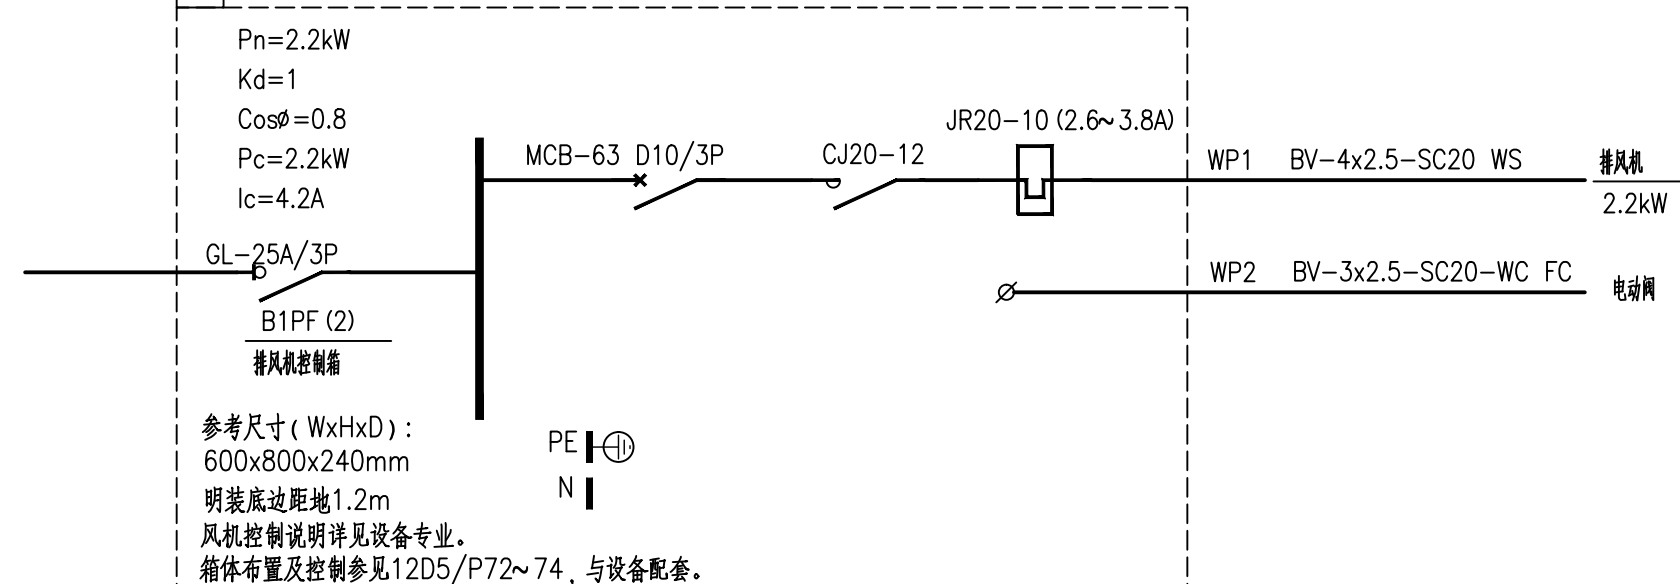 Pn=2.2kW
Kd=1
Cosø=0.8
Pc=2.2kW
Ic=4.2A
GL-25A/3P
B1PF(2)
排风机控制箱
MCB-63 D10/3P
CJ20-12
JR20-10(2.6~3.8A)
WP1 BV-4x2.5-SC20 WS
排风机
2.2kW
WP2 BV-3x2.5-SC20-WC FC
电动阀
参考尺寸(WxHxD):
600x800x240mm
明装底边距地1.2m
风机控制说明详见设备专业。
箱体布置及控制参见12D5/P72~74,与设备配套。
PE
N